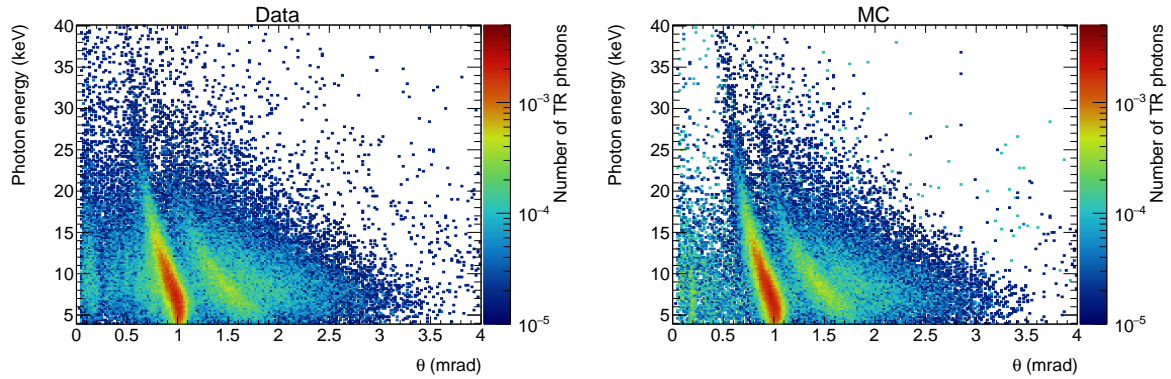 Data
Photon energy (keV)
40
35
30
25
20
15
10
5
0 0.5 1 1.5 2 2.5 3 3.5 4
θ (mrad)
10⁻³
10⁻⁴
10⁻⁵
Number of TR photons
MC
Photon energy (keV)
40
35
30
25
20
15
10
5
0 0.5 1 1.5 2 2.5 3 3.5 4
θ (mrad)
10⁻³
10⁻⁴
10⁻⁵
Number of TR photons